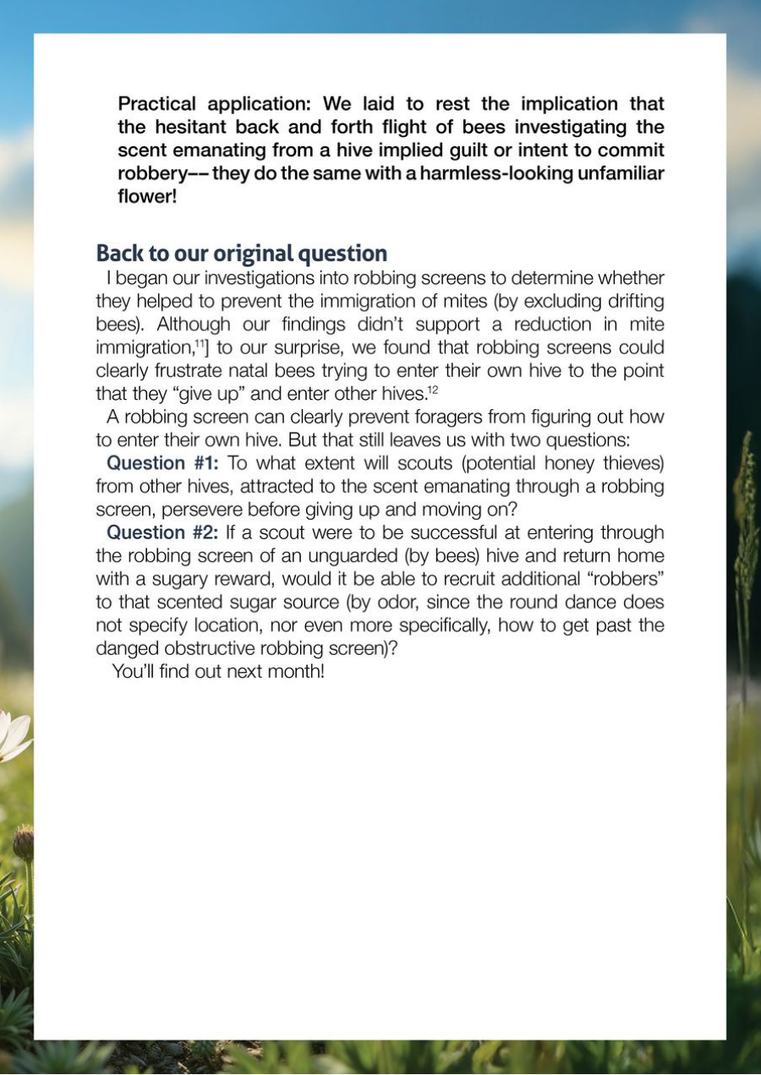 Practical application: We laid to rest the implication that
the hesitant back and forth flight of bees investigating the
scent emanating from a hive implied guilt or intent to commit
robbery–– they do the same with a harmless-looking unfamiliar
flower!
Back to our original question
I began our investigations into robbing screens to determine whether
they helped to prevent the immigration of mites (by excluding drifting
bees). Although our findings didn’t support a reduction in mite
immigration,¹¹] to our surprise, we found that robbing screens could
clearly frustrate natal bees trying to enter their own hive to the point
that they “give up” and enter other hives.¹²
A robbing screen can clearly prevent foragers from figuring out how
to enter their own hive. But that still leaves us with two questions:
Question #1: To what extent will scouts (potential honey thieves)
from other hives, attracted to the scent emanating through a robbing
screen, persevere before giving up and moving on?
Question #2: If a scout were to be successful at entering through
the robbing screen of an unguarded (by bees) hive and return home
with a sugary reward, would it be able to recruit additional “robbers”
to that scented sugar source (by odor, since the round dance does
not specify location, nor even more specifically, how to get past the
danged obstructive robbing screen)?
You’ll find out next month!